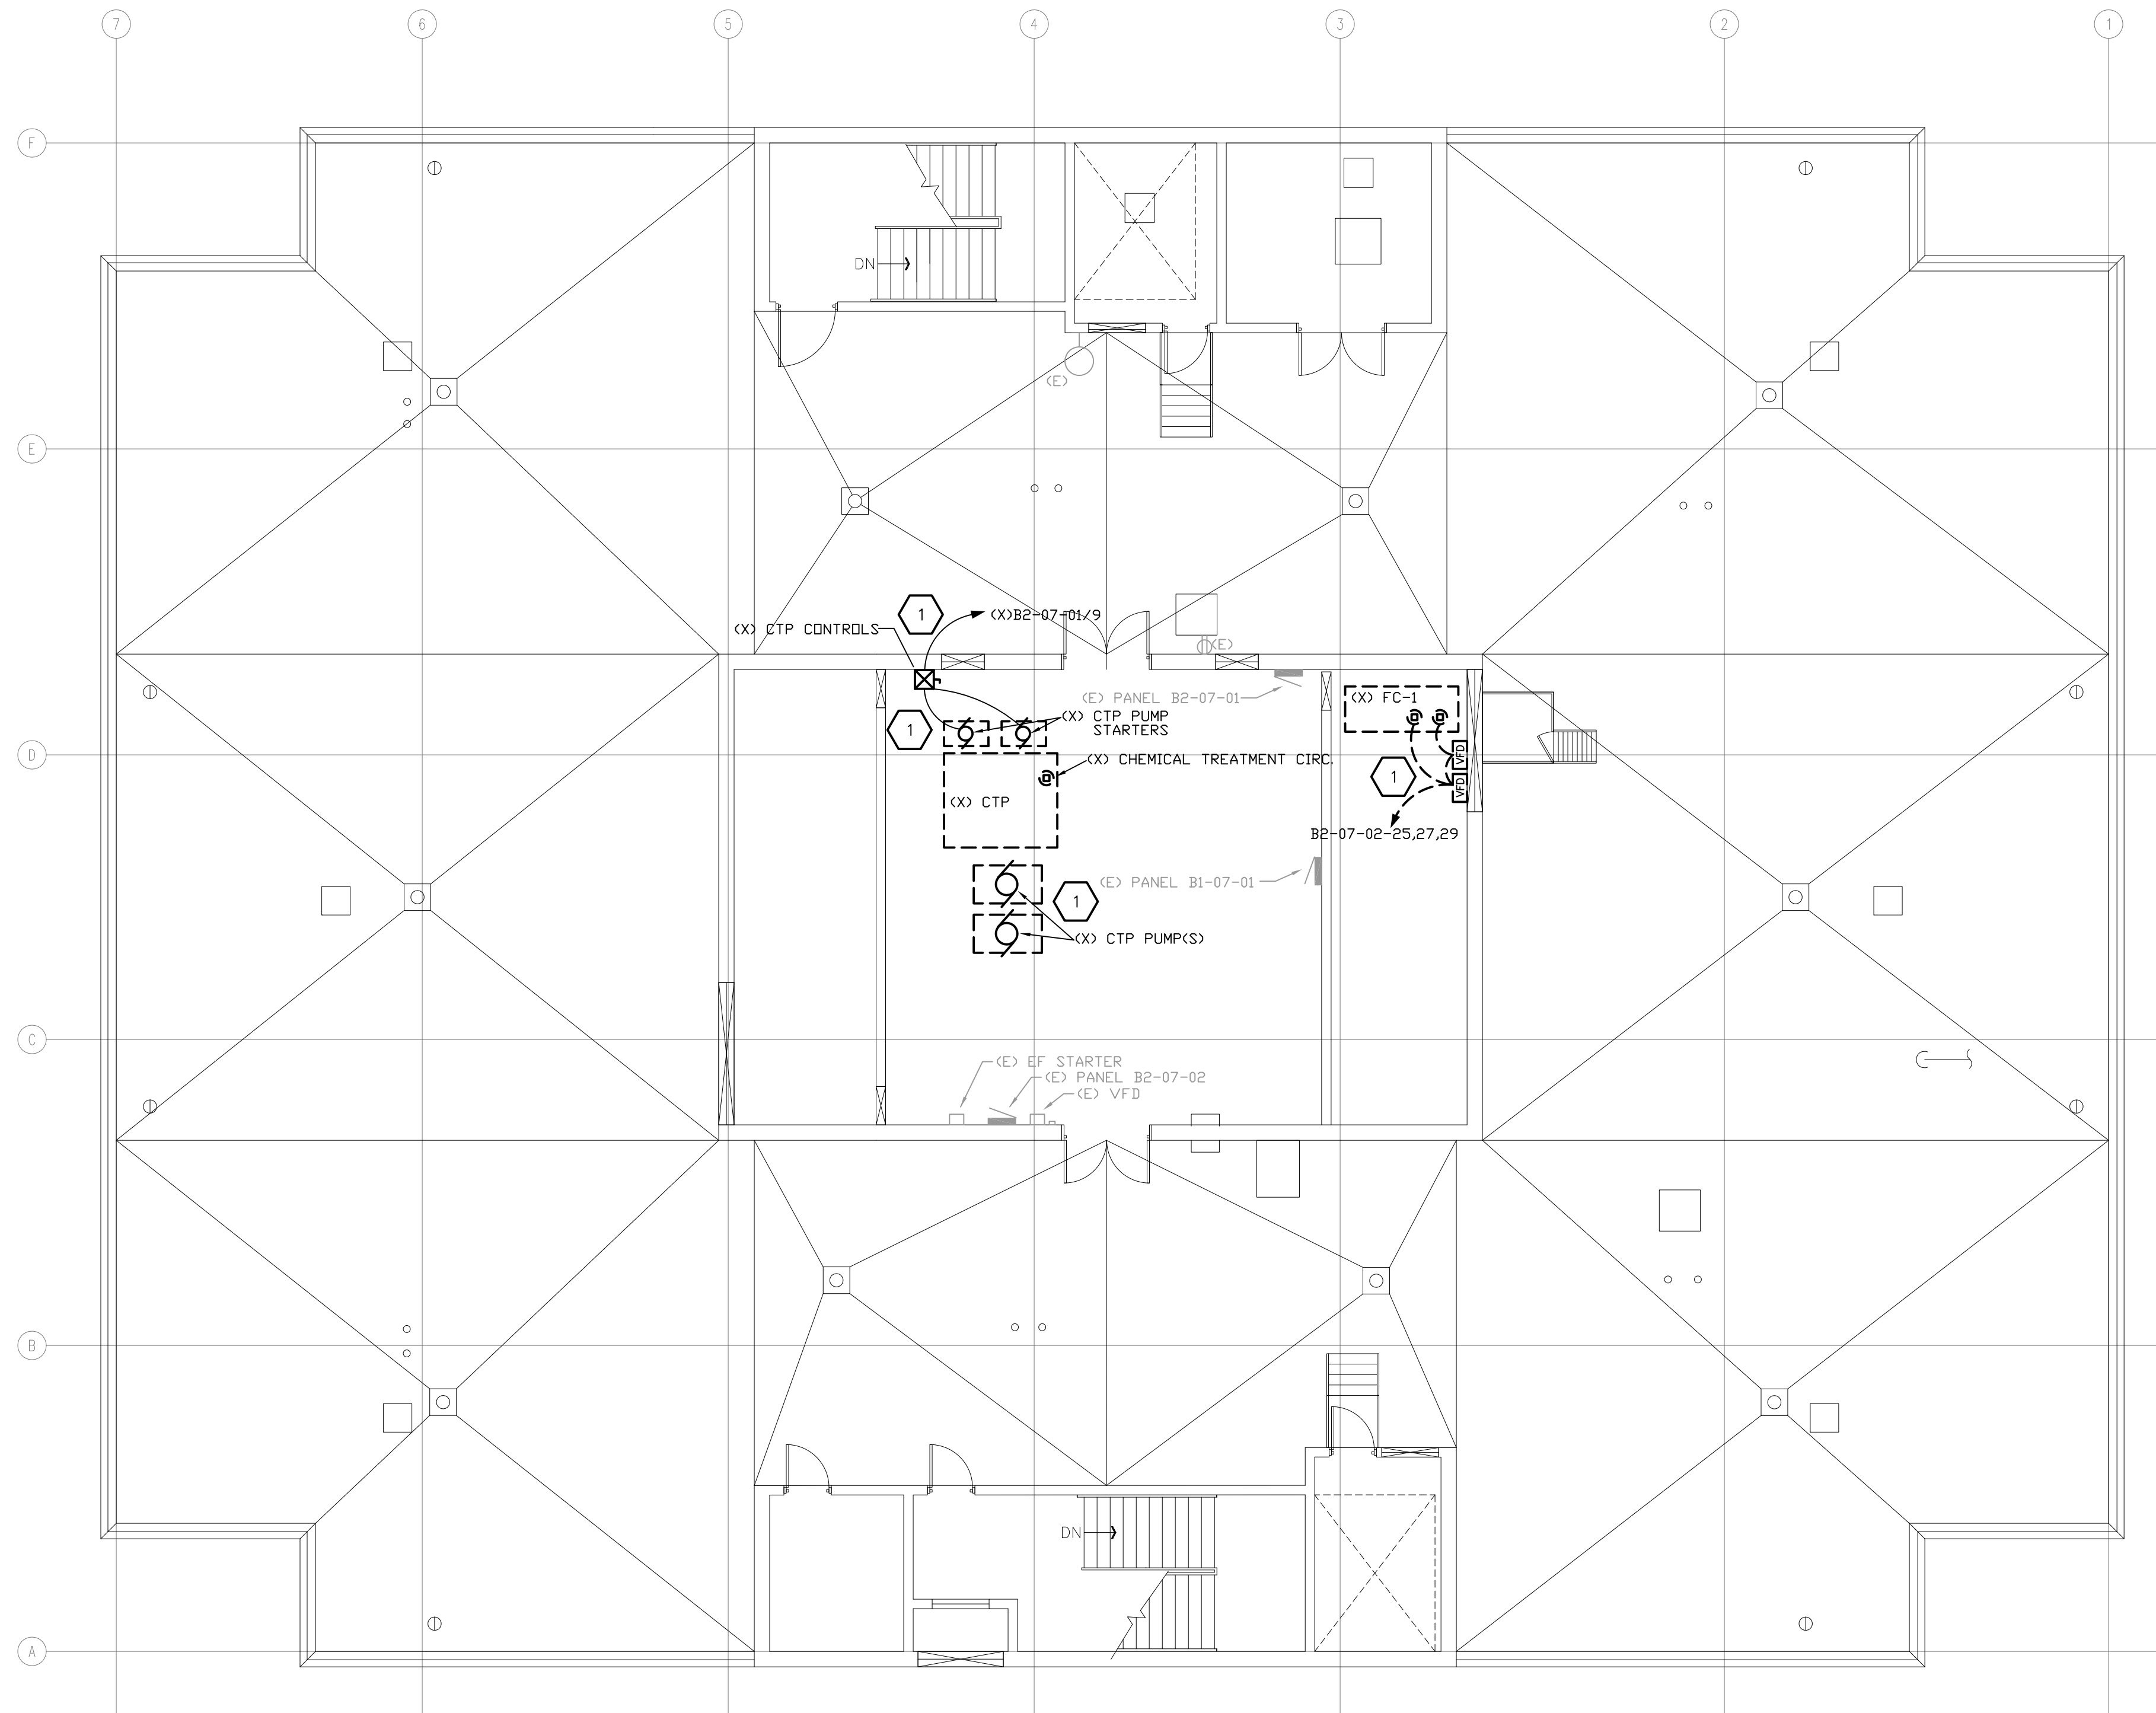 7
6
5
4
3
2
1
F
DN
(E)
E
1
(X)B2-07-01/9
(X) CTP CONTROLS
(E)
(E) PANEL B2-07-01
(X) FC-1
(X) CTP PUMP
STARTERS
1
D
VFD
(X) CHEMICAL TREATMENT CIRC.
1
VFD
(X) CTP
B2-07-02-25,27,29
(E) PANEL B1-07-01
1
(X) CTP PUMP(S)
C
(E) EF STARTER
(E) PANEL B2-07-02
(E) VFD
B
DN
A